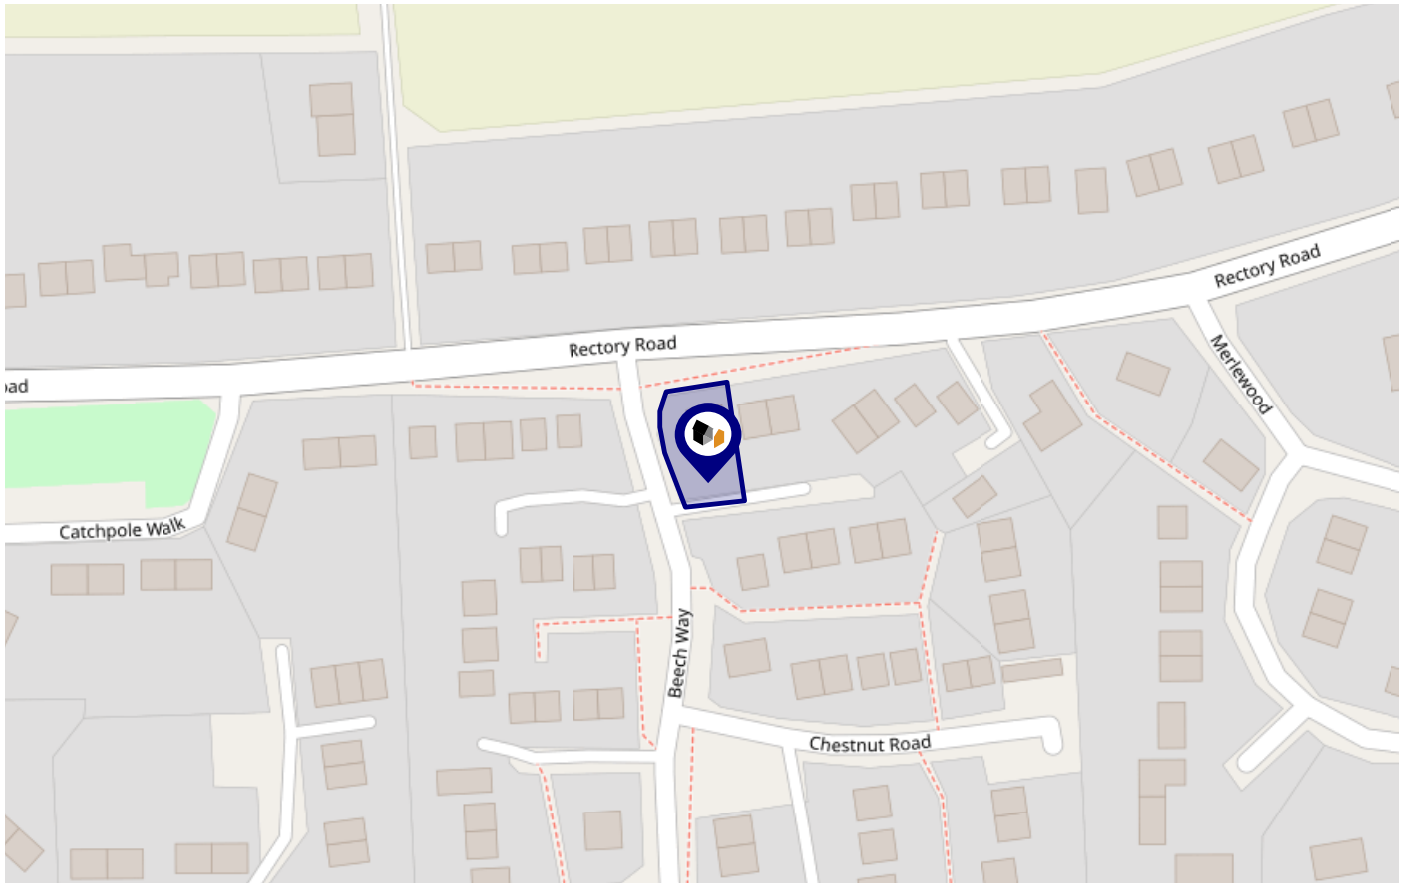 Rectory Road
Rectory Road
oad
Merlewood
Catchpole Walk
Beech Way
Chestnut Road